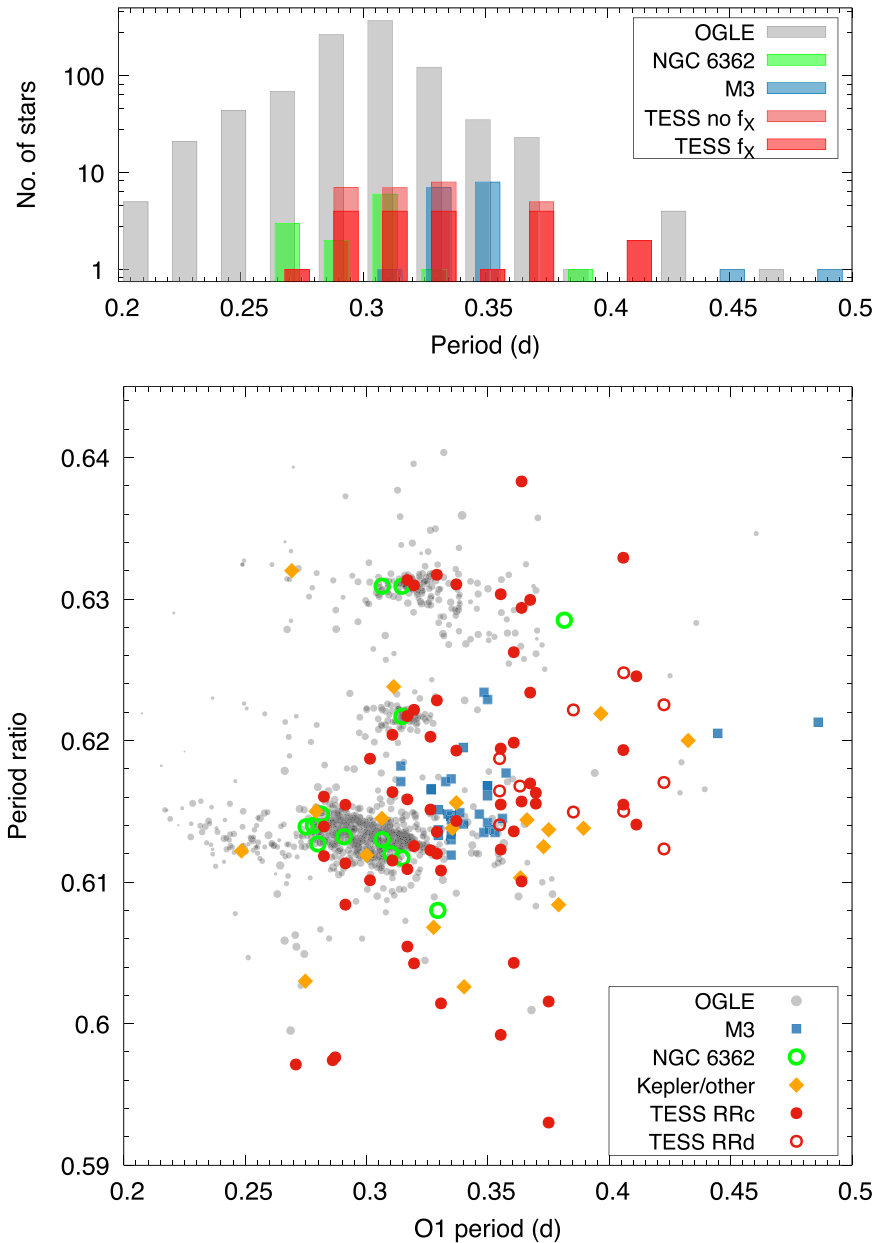 No. of stars
100
10
1
OGLE
NGC 6362
M3
TESS no fX
TESS fX
0.2 0.25 0.3 0.35 0.4 0.45 0.5
Period (d)
Period ratio
0.64
0.63
0.62
0.61
0.6
0.59
OGLE
M3
NGC 6362
Kepler/other
TESS RRc
TESS RRd
0.2 0.25 0.3 0.35 0.4 0.45 0.5
O1 period (d)